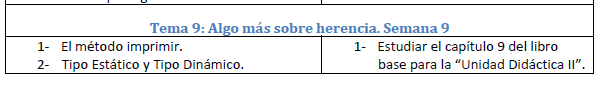 Tema 9: Algo más sobre herencia. Semana 9
1- El método imprimir.
2- Tipo Estático y Tipo Dinámico.
1- Estudiar el capítulo 9 del libro
base para la “Unidad Didáctica II”.